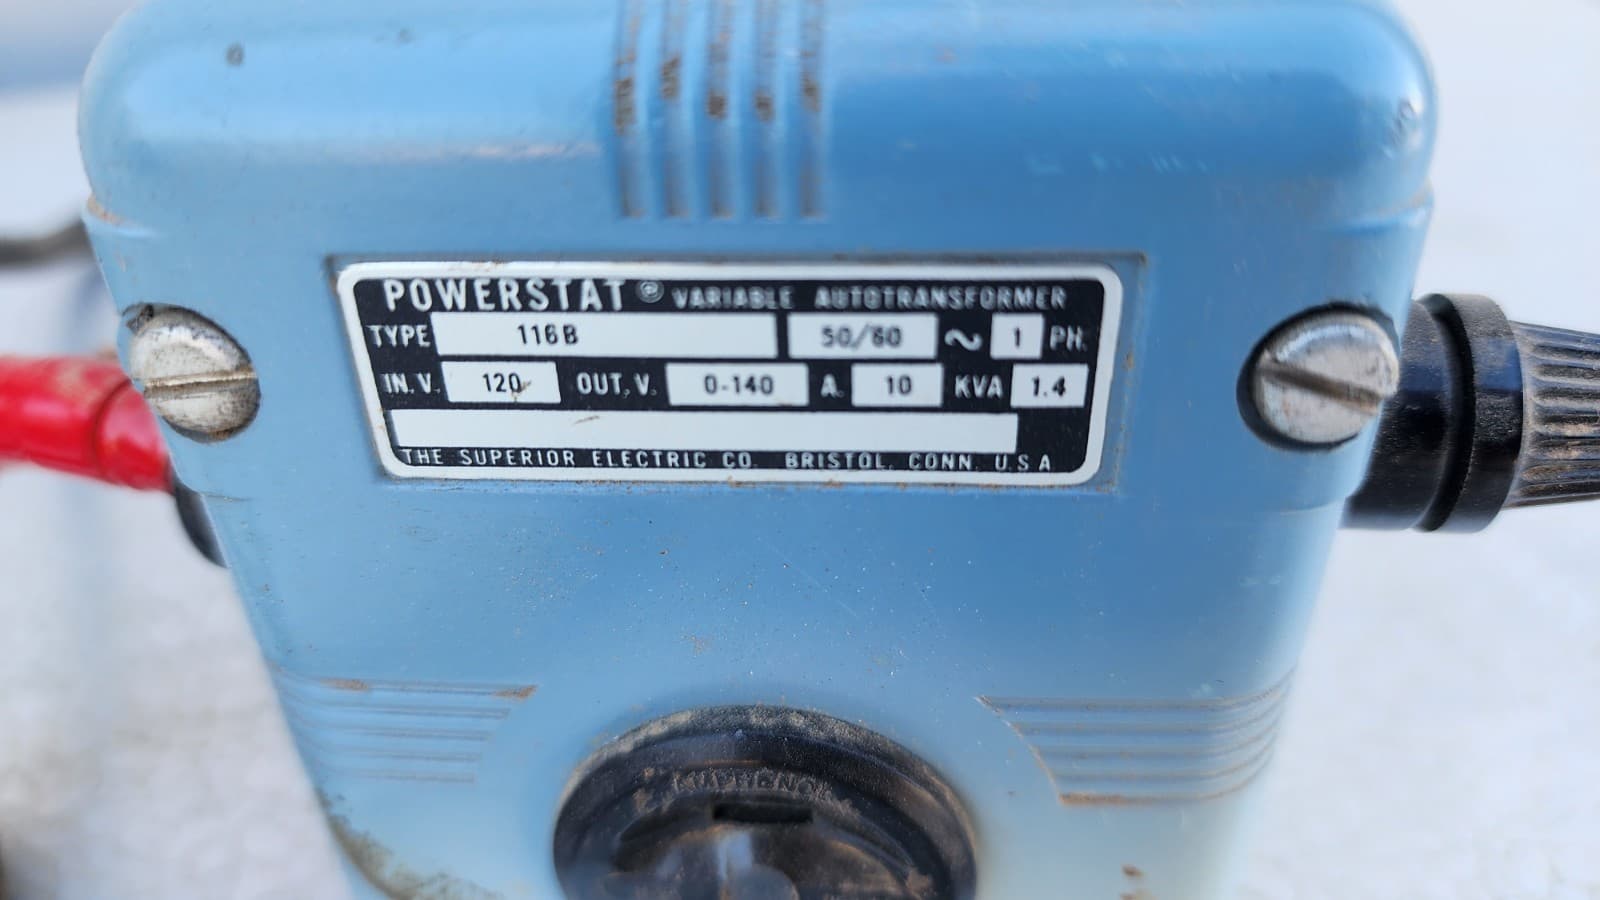 POWERSTAT® VARIABLE AUTOTRANSFORMER
TYPE 116B 50/60 ~ 1 PH.
IN. V. 120 OUT. V. 0-140 A. 10 KVA 1.4
THE SUPERIOR ELECTRIC CO. BRISTOL, CONN. U.S.A